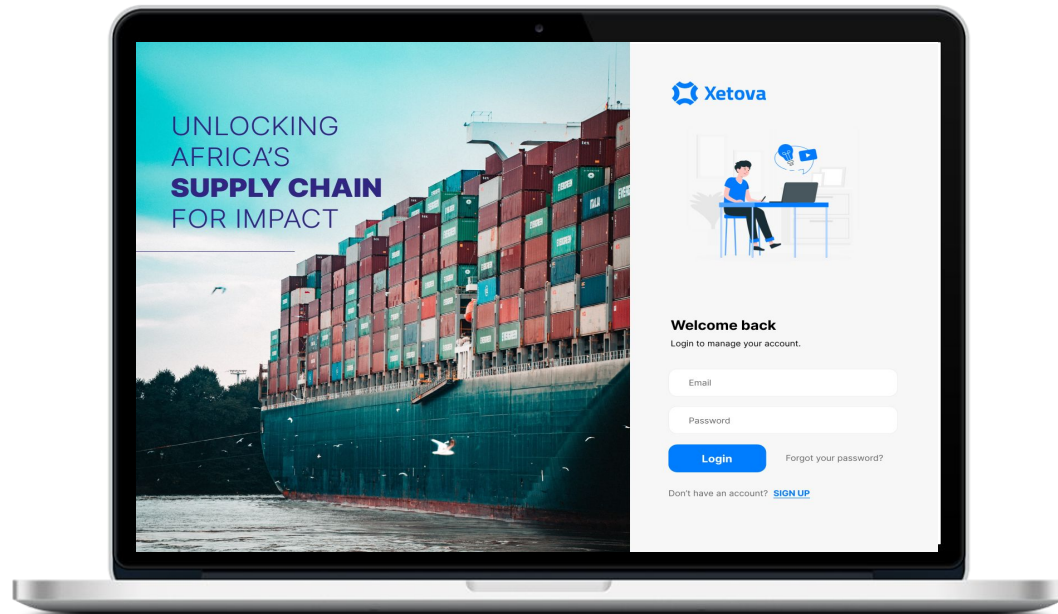 UNLOCKING
AFRICA'S
SUPPLY CHAIN
FOR IMPACT
Xetova
Welcome back
Login to manage your account.
Email
Password
Login
Forgot your password?
Don't have an account? SIGN UP